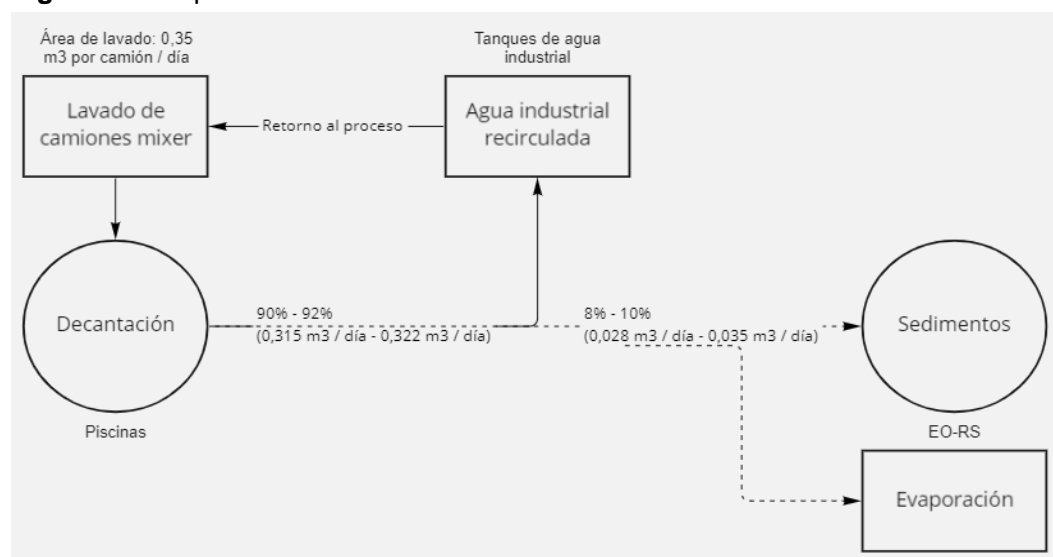 Área de lavado: 0,35
m3 por camión / día
Lavado de
camiones mixer
Retorno al proceso
Tanques de agua
industrial
Agua industrial
recirculada
Decantación
Piscinas
90% - 92%
(0,315 m3 / día - 0,322 m3 / día)
8% - 10%
(0,028 m3 / día - 0,035 m3 / día)
Sedimentos
EO-RS
Evaporación